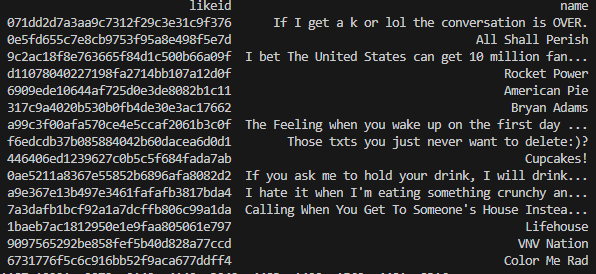 likeid name
071dd2d7a3aa9c7312f29c3e31c9f376 If I get a k or lol the conversation is OVER.
0e5fd655c7e8cb9753f95a8e498f5e7d All Shall Perish
9c2ac18f8e763665f84d1c500b66a09f I bet The United States can get 10 million fan...
d11078040227198fa2714bb107a12d0f Rocket Power
6909ede10644af725d0e3de8082b1c11 American Pie
317c9a4020b530b0fb4de30e3ac17662 Bryan Adams
a99c3f00afa570ce4e5ccaf2061b3c0f The Feeling when you wake up on the first day ...
f6edcdb37b085884042b60dacea6d0d1 Those txts you just never want to delete:)?
446406ed1239627c0b5c5f684fada7ab Cupcakes!
0ae5211a8367e55852b6896afa8082d2 If you ask me to hold your drink, I will drink...
a9e367e13b497e3461fafafb3817bda4 I hate it when I'm eating something crunchy an...
7a3dafb1bcf92a1a7dcffb806c99a1da Calling When You Get To Someone's House Instea...
1baeb7ac1812950e1e9faa805061e797 Lifehouse
9097565292be858fef5b40d828a77ccd VNV Nation
6731776f5c6c916bb52f9aca677ddff4 Color Me Rad